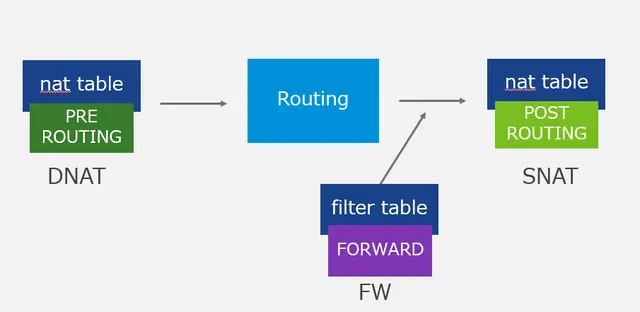 nat table
PRE
ROUTING
DNAT
Routing
nat table
POST
ROUTING
SNAT
filter table
FORWARD
FW